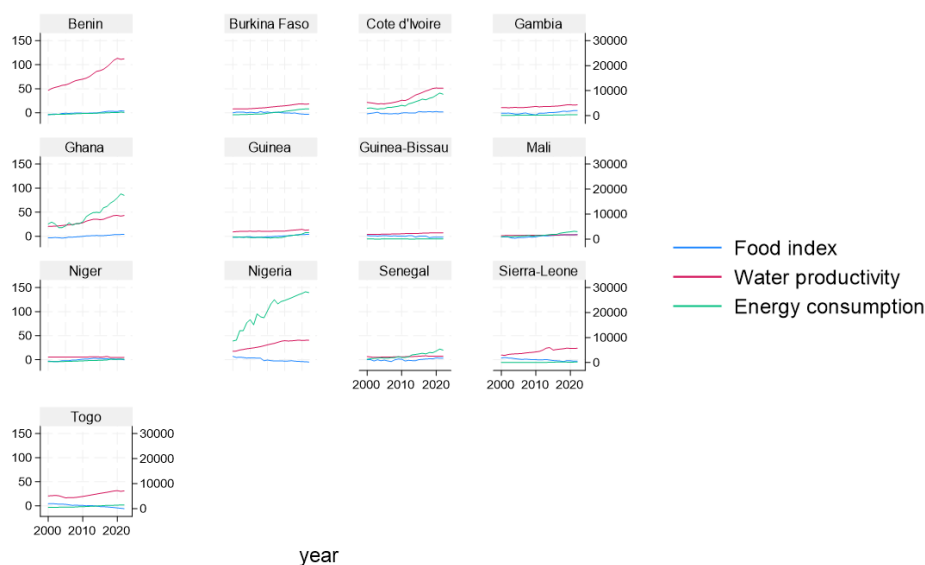 Benin Burkina Faso Cote d'Ivoire Gambia
150 30000
100 20000
50 10000
0 0
Ghana Guinea Guinea-Bissau Mali
150 30000
100 20000
50 10000
0 0
Food index
Water productivity
Energy consumption
Niger Nigeria Senegal Sierra-Leone
150 30000
100 20000
50 10000
0 0
2000 2010 2020 2000 2010 2020
Togo
150 30000
100 20000
50 10000
0 0
2000 2010 2020
year